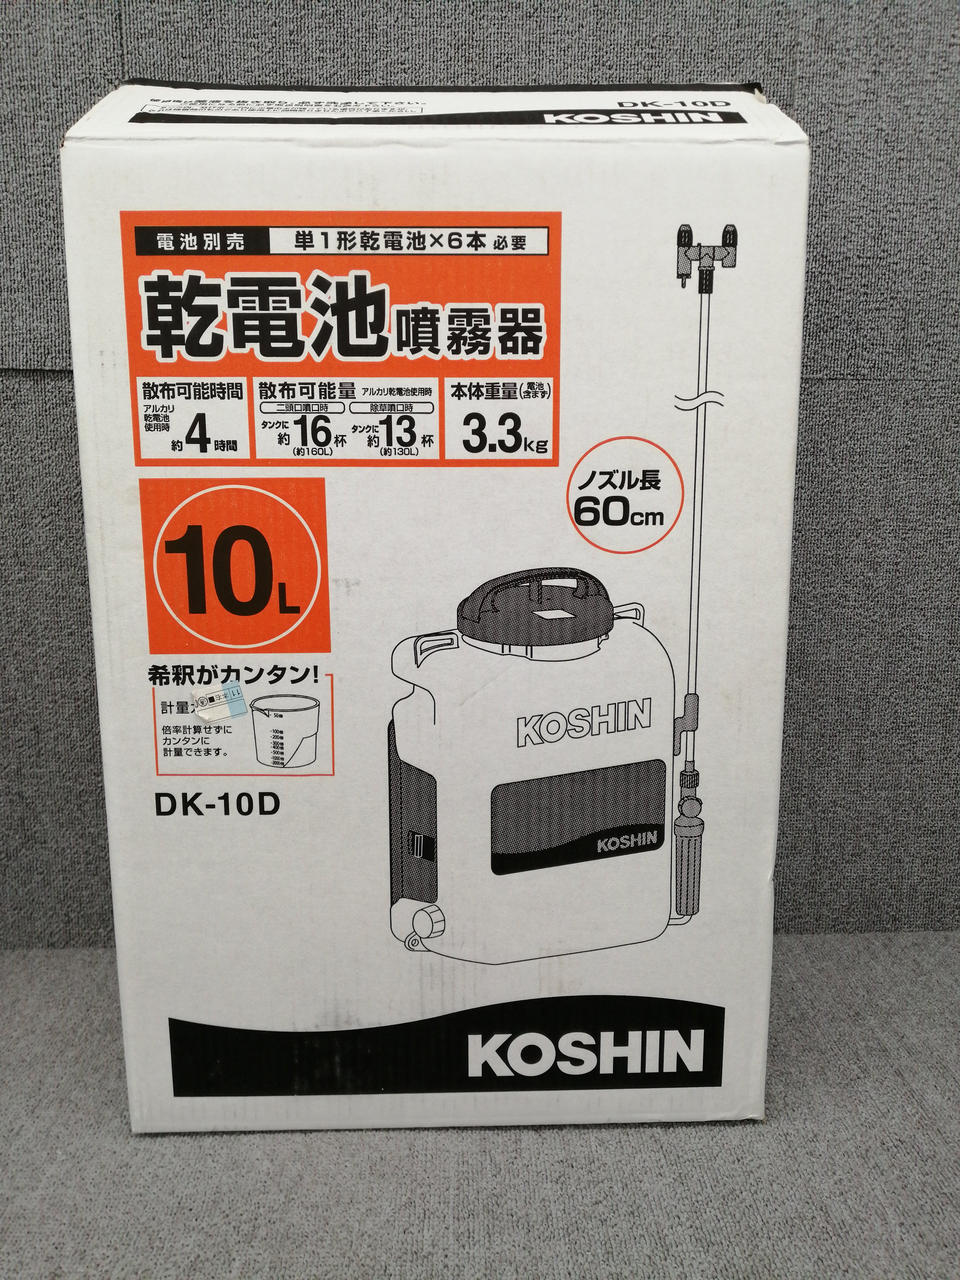 DK-10D
KOSHIN
電池別売
単1形乾電池×6本 必要
乾電池噴霧器
散布可能時間
アルカリ
乾電池
使用時
約4時間
散布可能量 アルカリ乾電池使用時
二頭口噴口時
タンクに
約16杯
(約160L)
除草噴口時
タンクに
約13杯
(約130L)
本体重量(電池含まず)
3.3kg
ノズル長
60cm
10L
希釈がカンタン!
計量
倍率計算せずに
カンタンに
計量できます。
DK-10D
KOSHIN
KOSHIN
KOSHIN